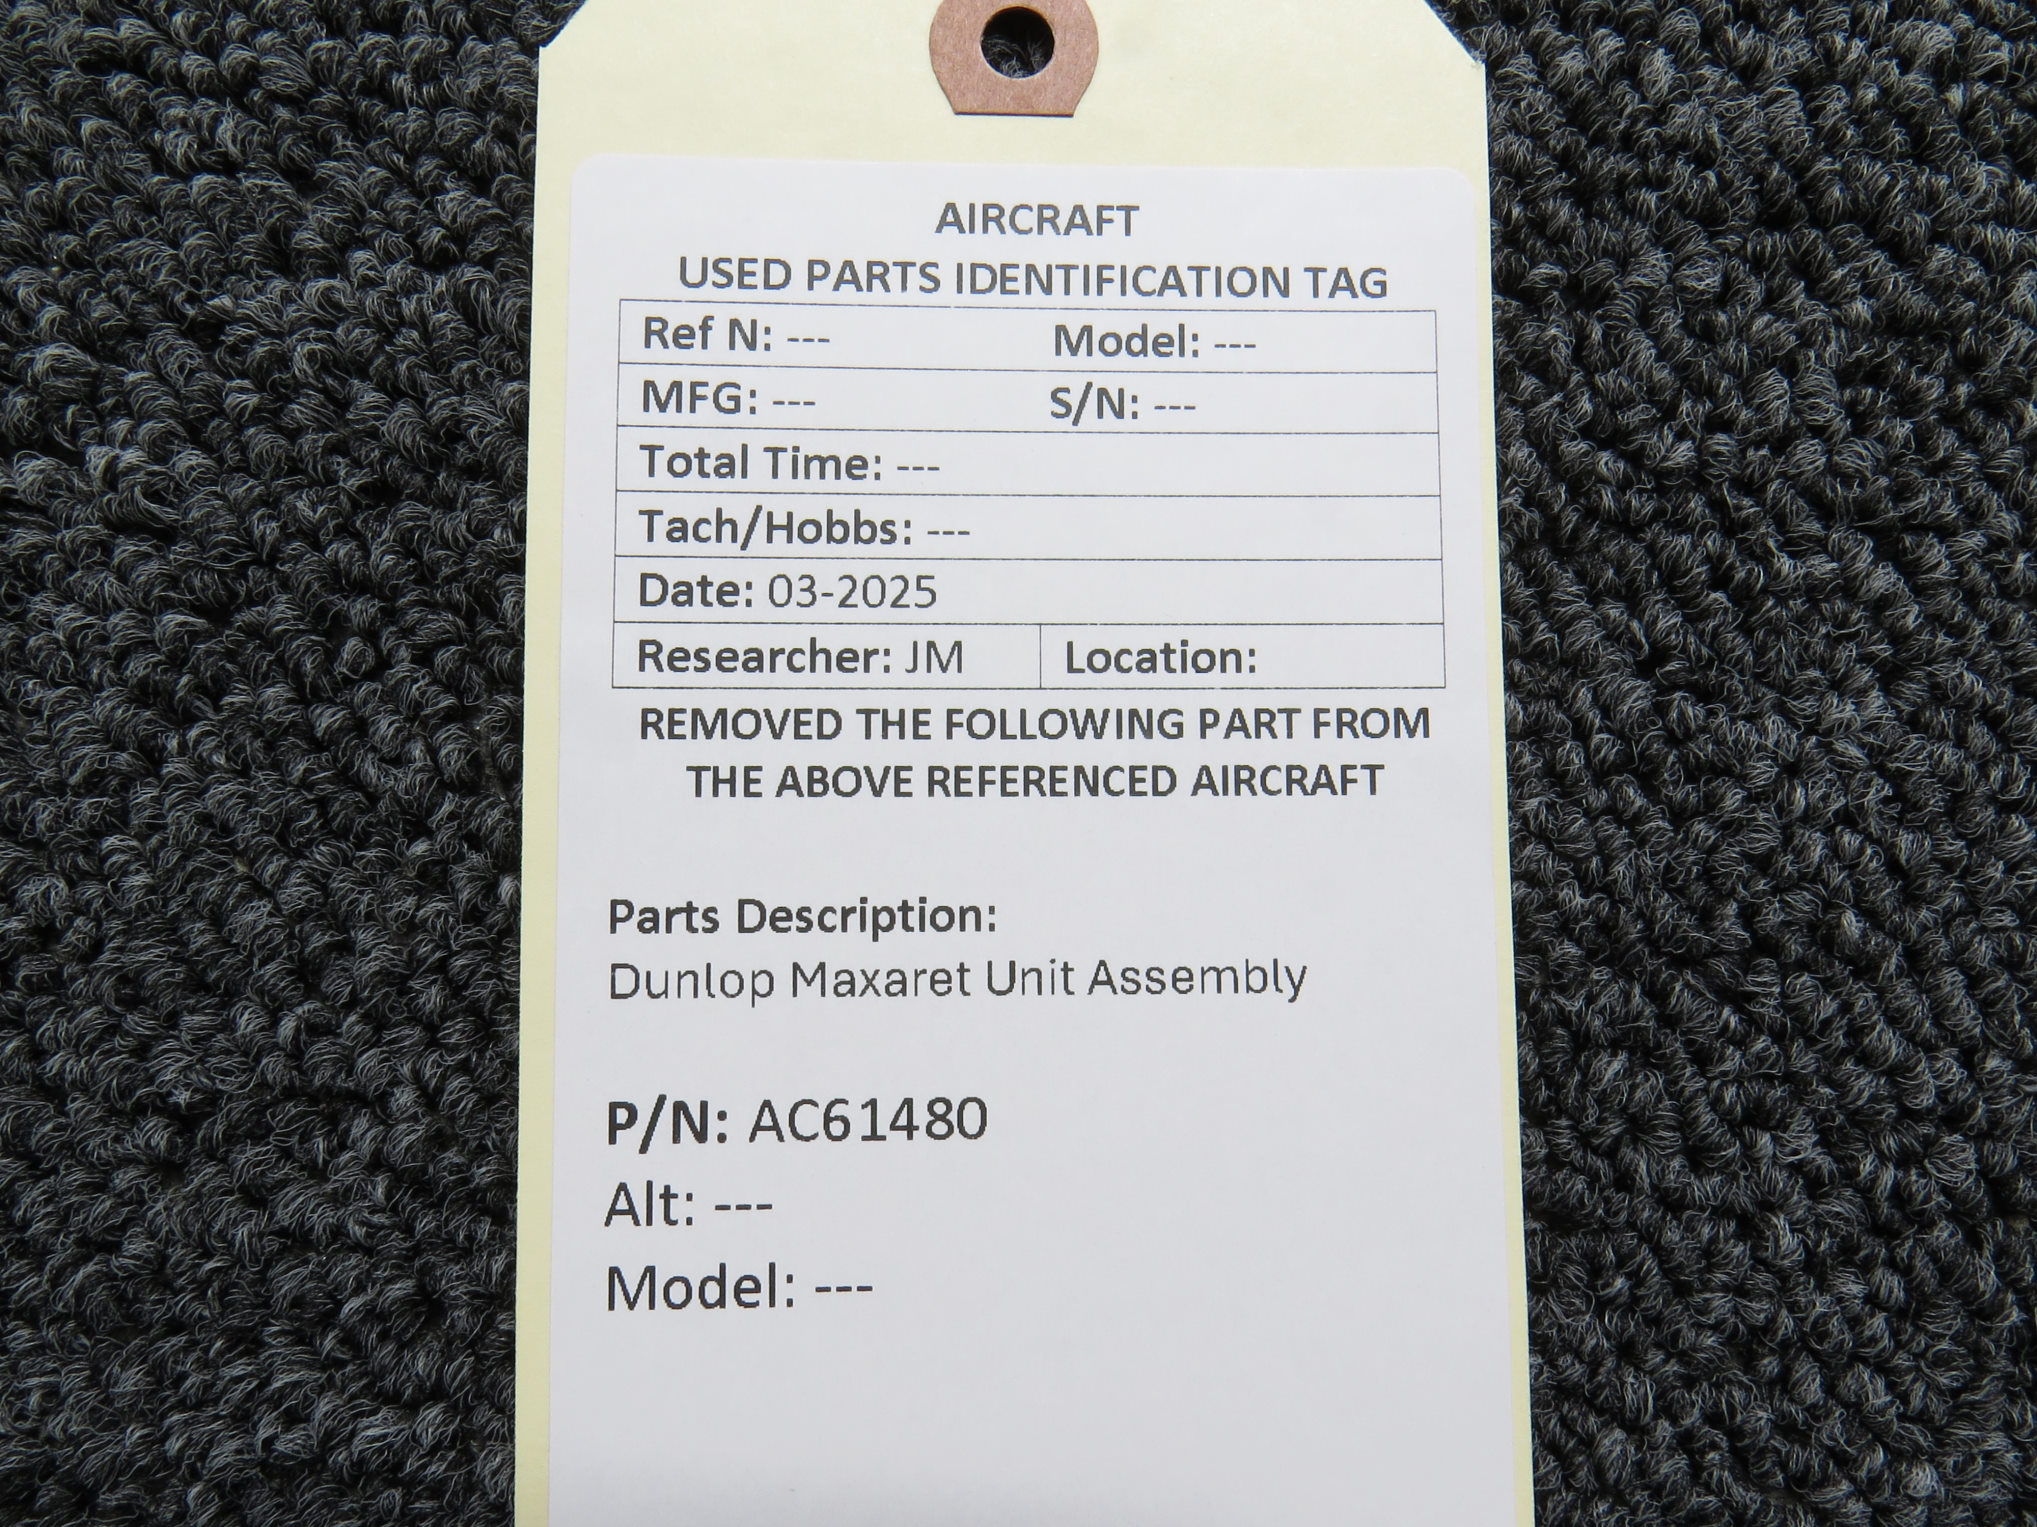 AIRCRAFT
USED PARTS IDENTIFICATION TAG
Ref N: --- Model: ---
MFG: --- S/N: ---
Total Time: ---
Tach/Hobbs: ---
Date: 03-2025
Researcher: JM Location:
REMOVED THE FOLLOWING PART FROM
THE ABOVE REFERENCED AIRCRAFT
Parts Description:
Dunlop Maxaret Unit Assembly
P/N: AC61480
Alt: ---
Model: ---